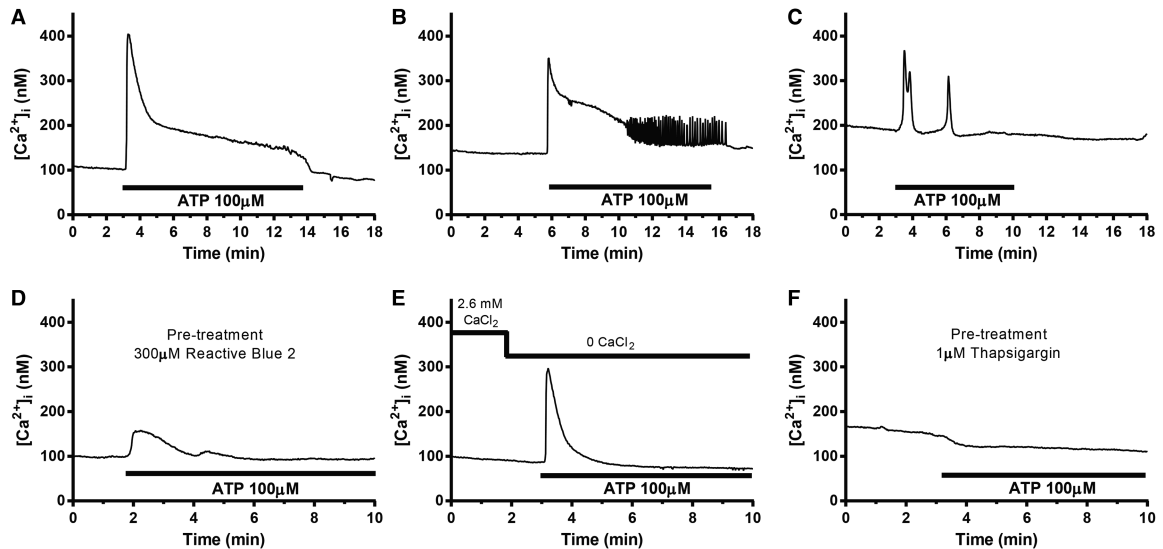 A
[Ca2+]i (nM)
400
300
200
100
0
ATP 100μM
0 2 4 6 8 10 12 14 16 18
Time (min)
B
[Ca2+]i (nM)
400
300
200
100
0
ATP 100μM
0 2 4 6 8 10 12 14 16 18
Time (min)
C
[Ca2+]i (nM)
400
300
200
100
0
ATP 100μM
0 2 4 6 8 10 12 14 16 18
Time (min)
D
[Ca2+]i (nM)
400
300
200
100
0
Pre-treatment
300μM Reactive Blue 2
ATP 100μM
0 2 4 6 8 10
Time (min)
E
[Ca2+]i (nM)
400
300
200
100
0
2.6 mM
CaCl2
0 CaCl2
ATP 100μM
0 2 4 6 8 10
Time (min)
F
[Ca2+]i (nM)
400
300
200
100
0
Pre-treatment
1μM Thapsigargin
ATP 100μM
0 2 4 6 8 10
Time (min)